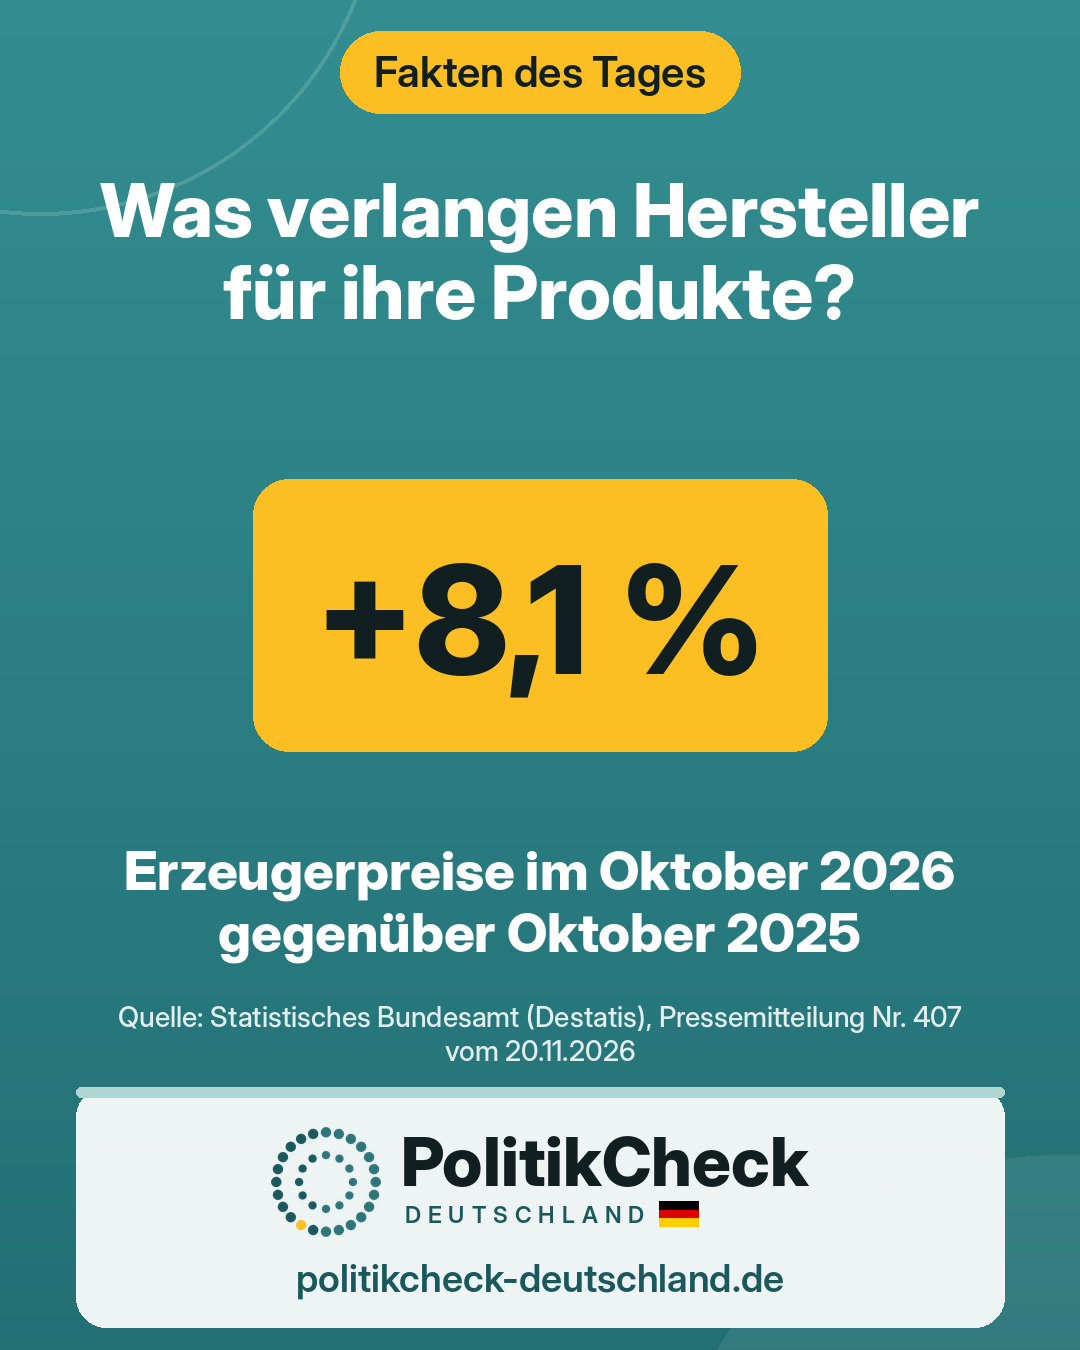 Fakten des Tages
Was verlangen Hersteller
für ihre Produkte?
+8,1 %
Erzeugerpreise im Oktober 2026
gegenüber Oktober 2025
Quelle: Statistisches Bundesamt (Destatis), Pressemitteilung Nr. 407
vom 20.11.2026
PolitikCheck
DEUTSCHLAND
politikcheck-deutschland.de